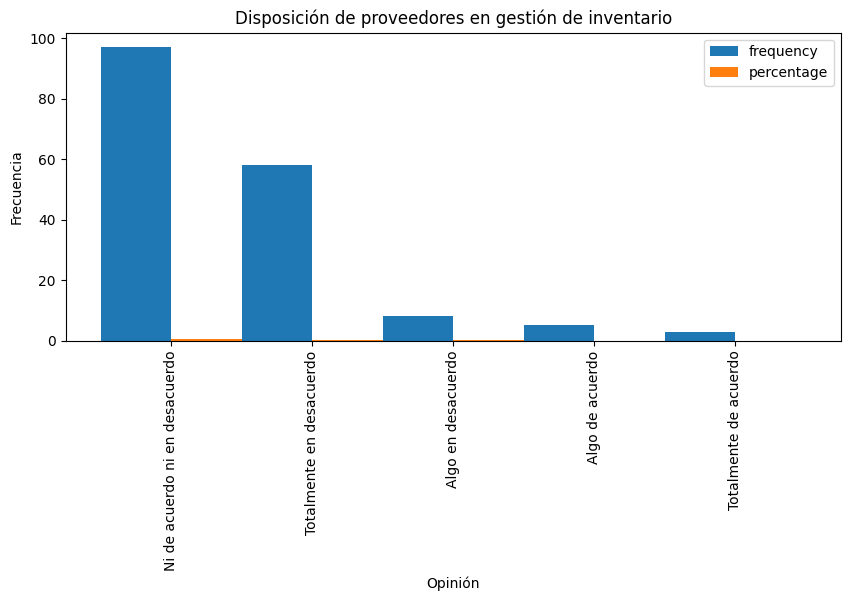 Disposición de proveedores en gestión de inventario
frequency
percentage
Frecuencia
100
80
60
40
20
0
Ni de acuerdo ni en desacuerdo
Totalmente en desacuerdo
Algo en desacuerdo
Algo de acuerdo
Totalmente de acuerdo
Opinión